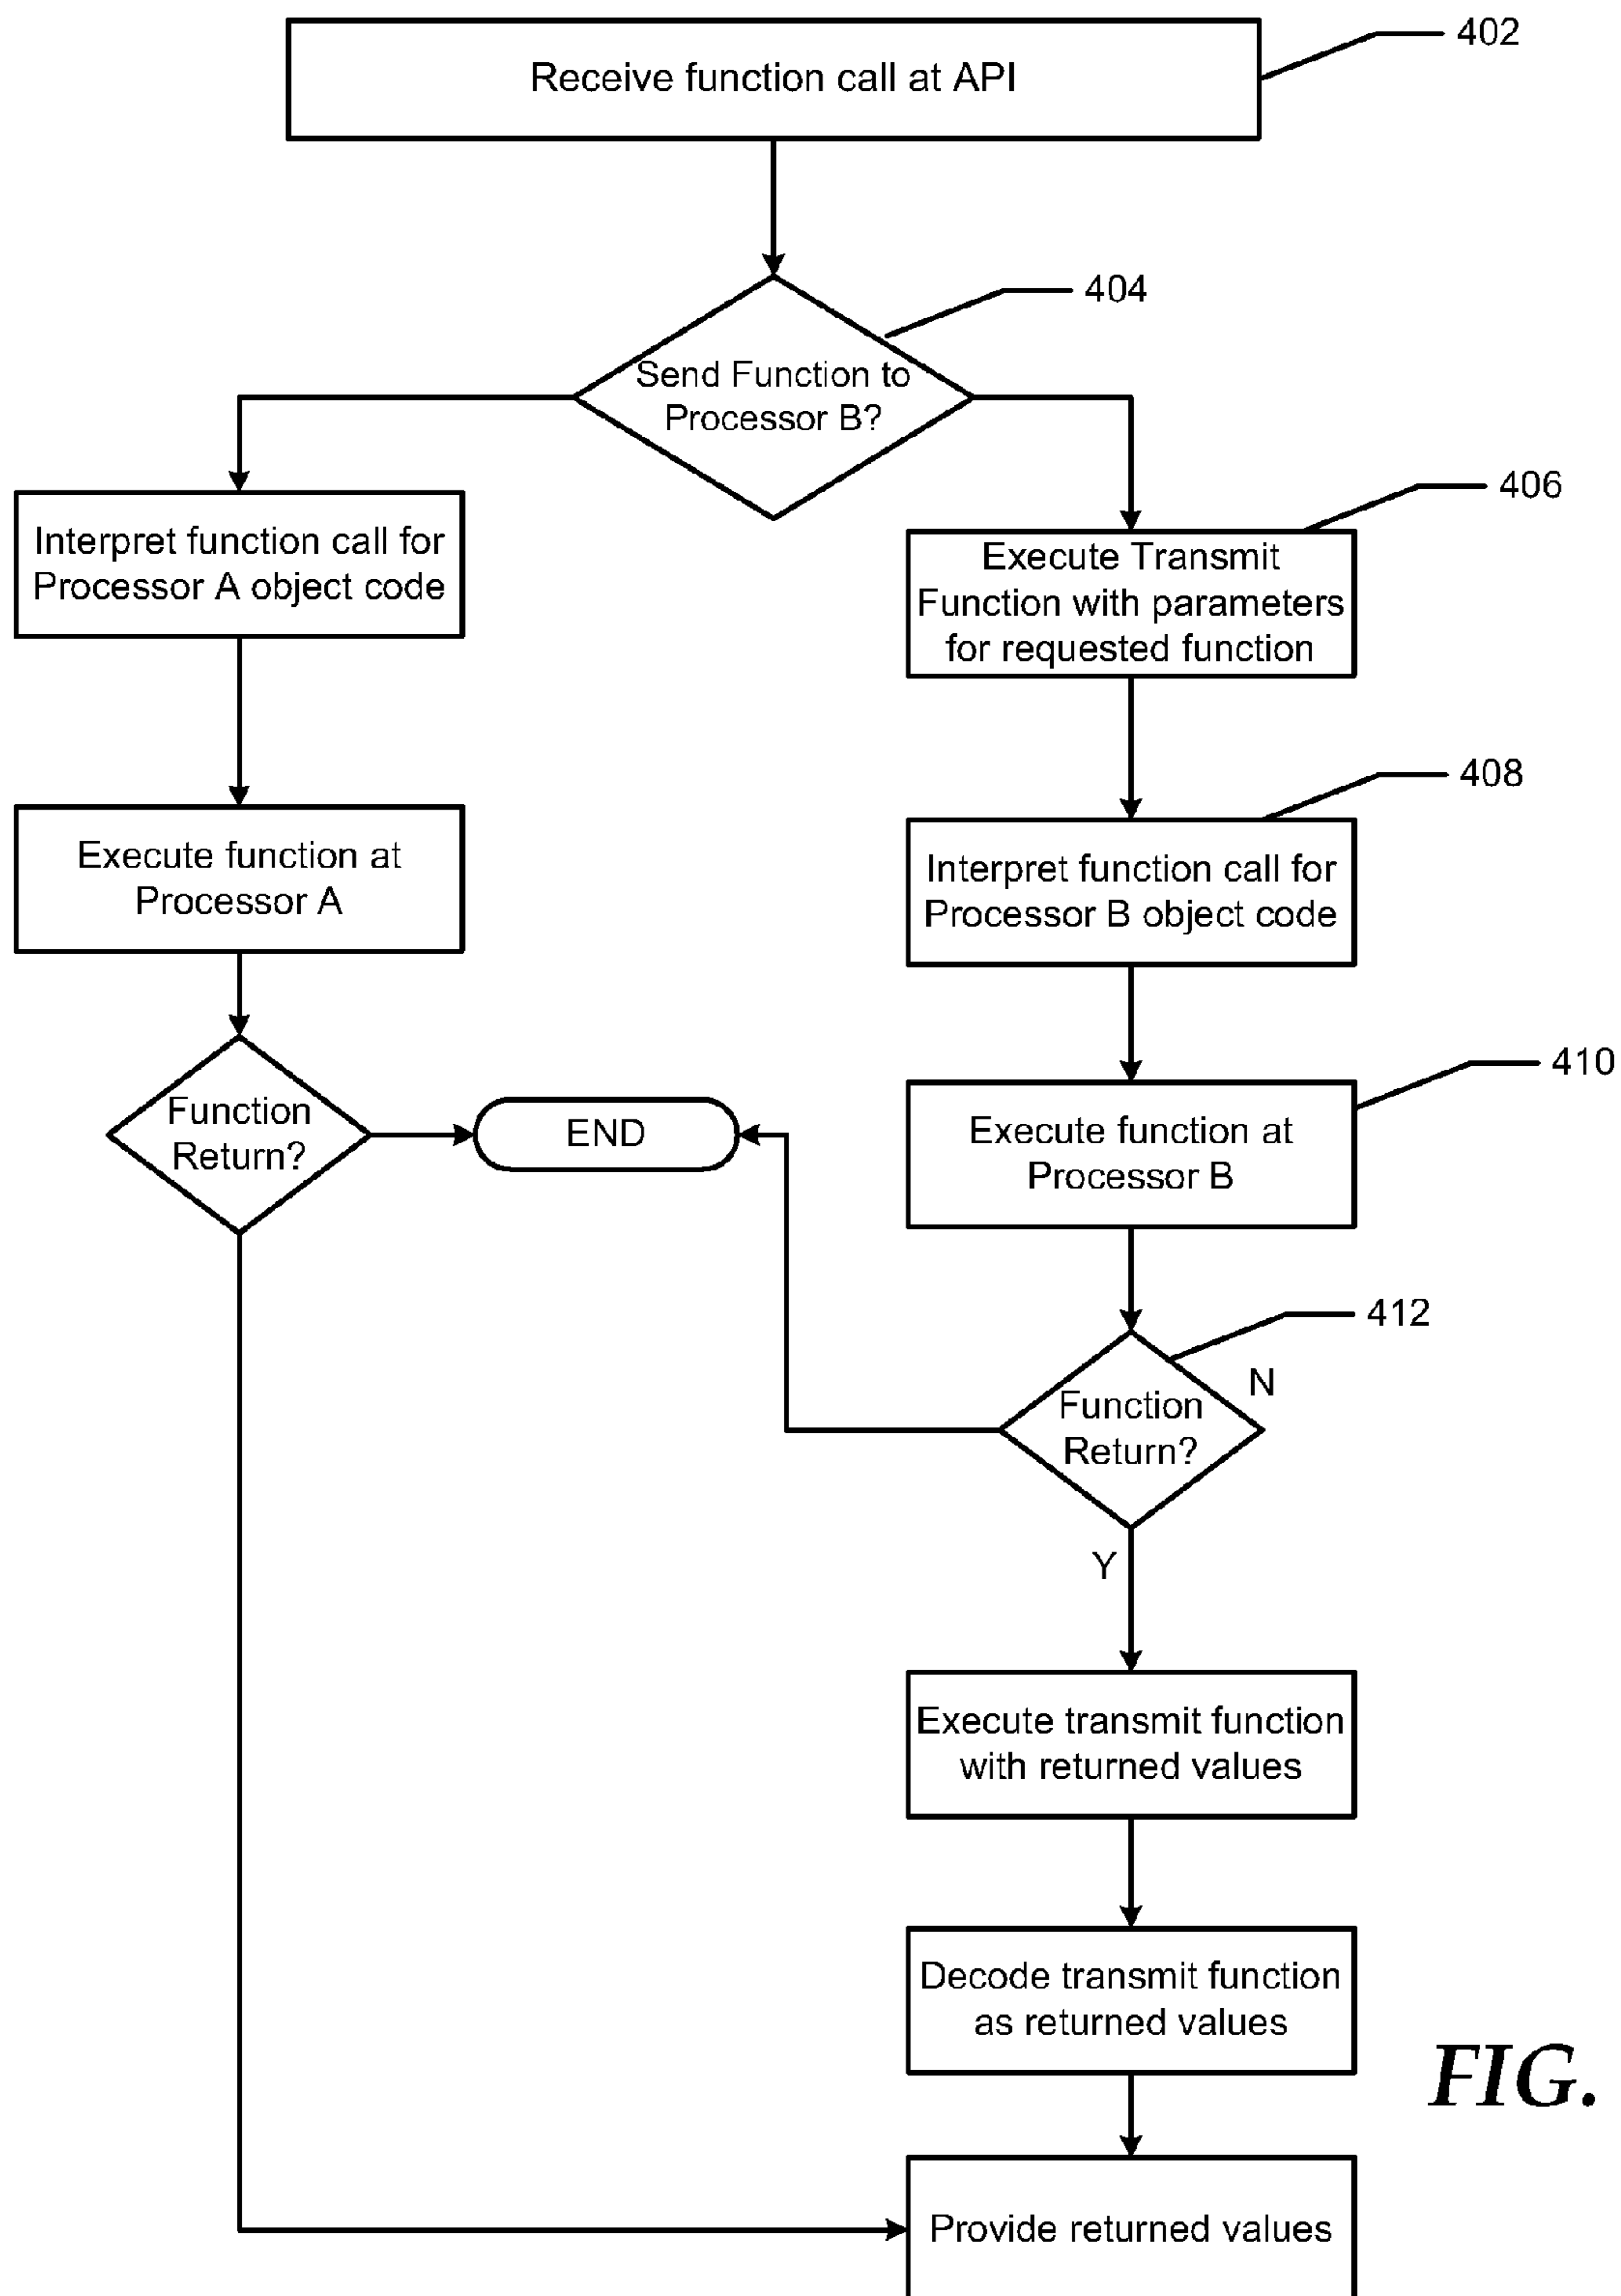 402
Receive function call at API
404
Send Function to
Processor B?
406
Interpret function call for
Processor A object code
Execute Transmit
Function with parameters
for requested function
408
Execute function at
Processor A
Interpret function call for
Processor B object code
410
Function
Return?
END
Execute function at
Processor B
412
N
Function
Return?
Y
Execute transmit function
with returned values
Decode transmit function
as returned values
FIG.
Provide returned values